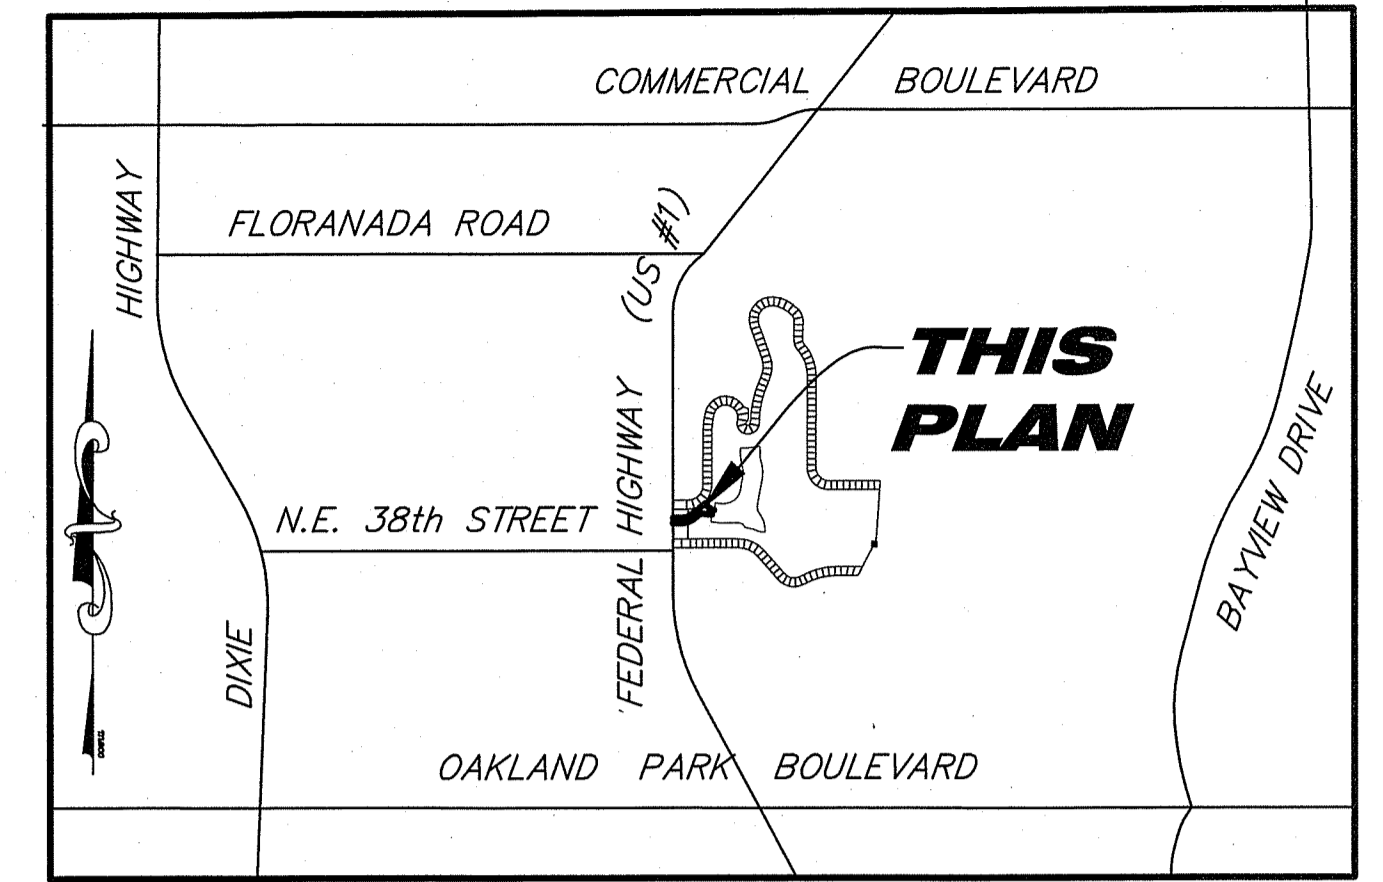 COMMERCIAL BOULEVARD
HIGHWAY
FLORANADA ROAD
(US #1)
THIS
PLAN
BAYVIEW DRIVE
N.E. 38th STREET
FEDERAL HIGHWAY
DIXIE
OAKLAND PARK BOULEVARD